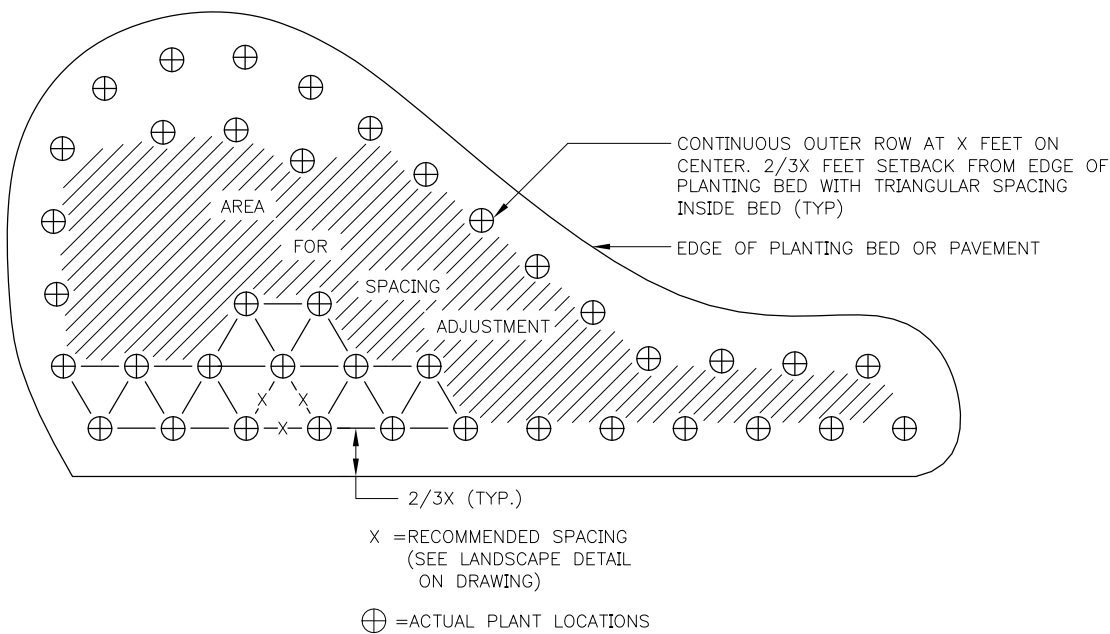 CONTINUOUS OUTER ROW AT X FEET ON
CENTER. 2/3X FEET SETBACK FROM EDGE OF
PLANTING BED WITH TRIANGULAR SPACING
INSIDE BED (TYP)
EDGE OF PLANTING BED OR PAVEMENT
AREA
FOR
SPACING
ADJUSTMENT
X X
X
2/3X (TYP.)
X =RECOMMENDED SPACING
(SEE LANDSCAPE DETAIL
ON DRAWING)
=ACTUAL PLANT LOCATIONS